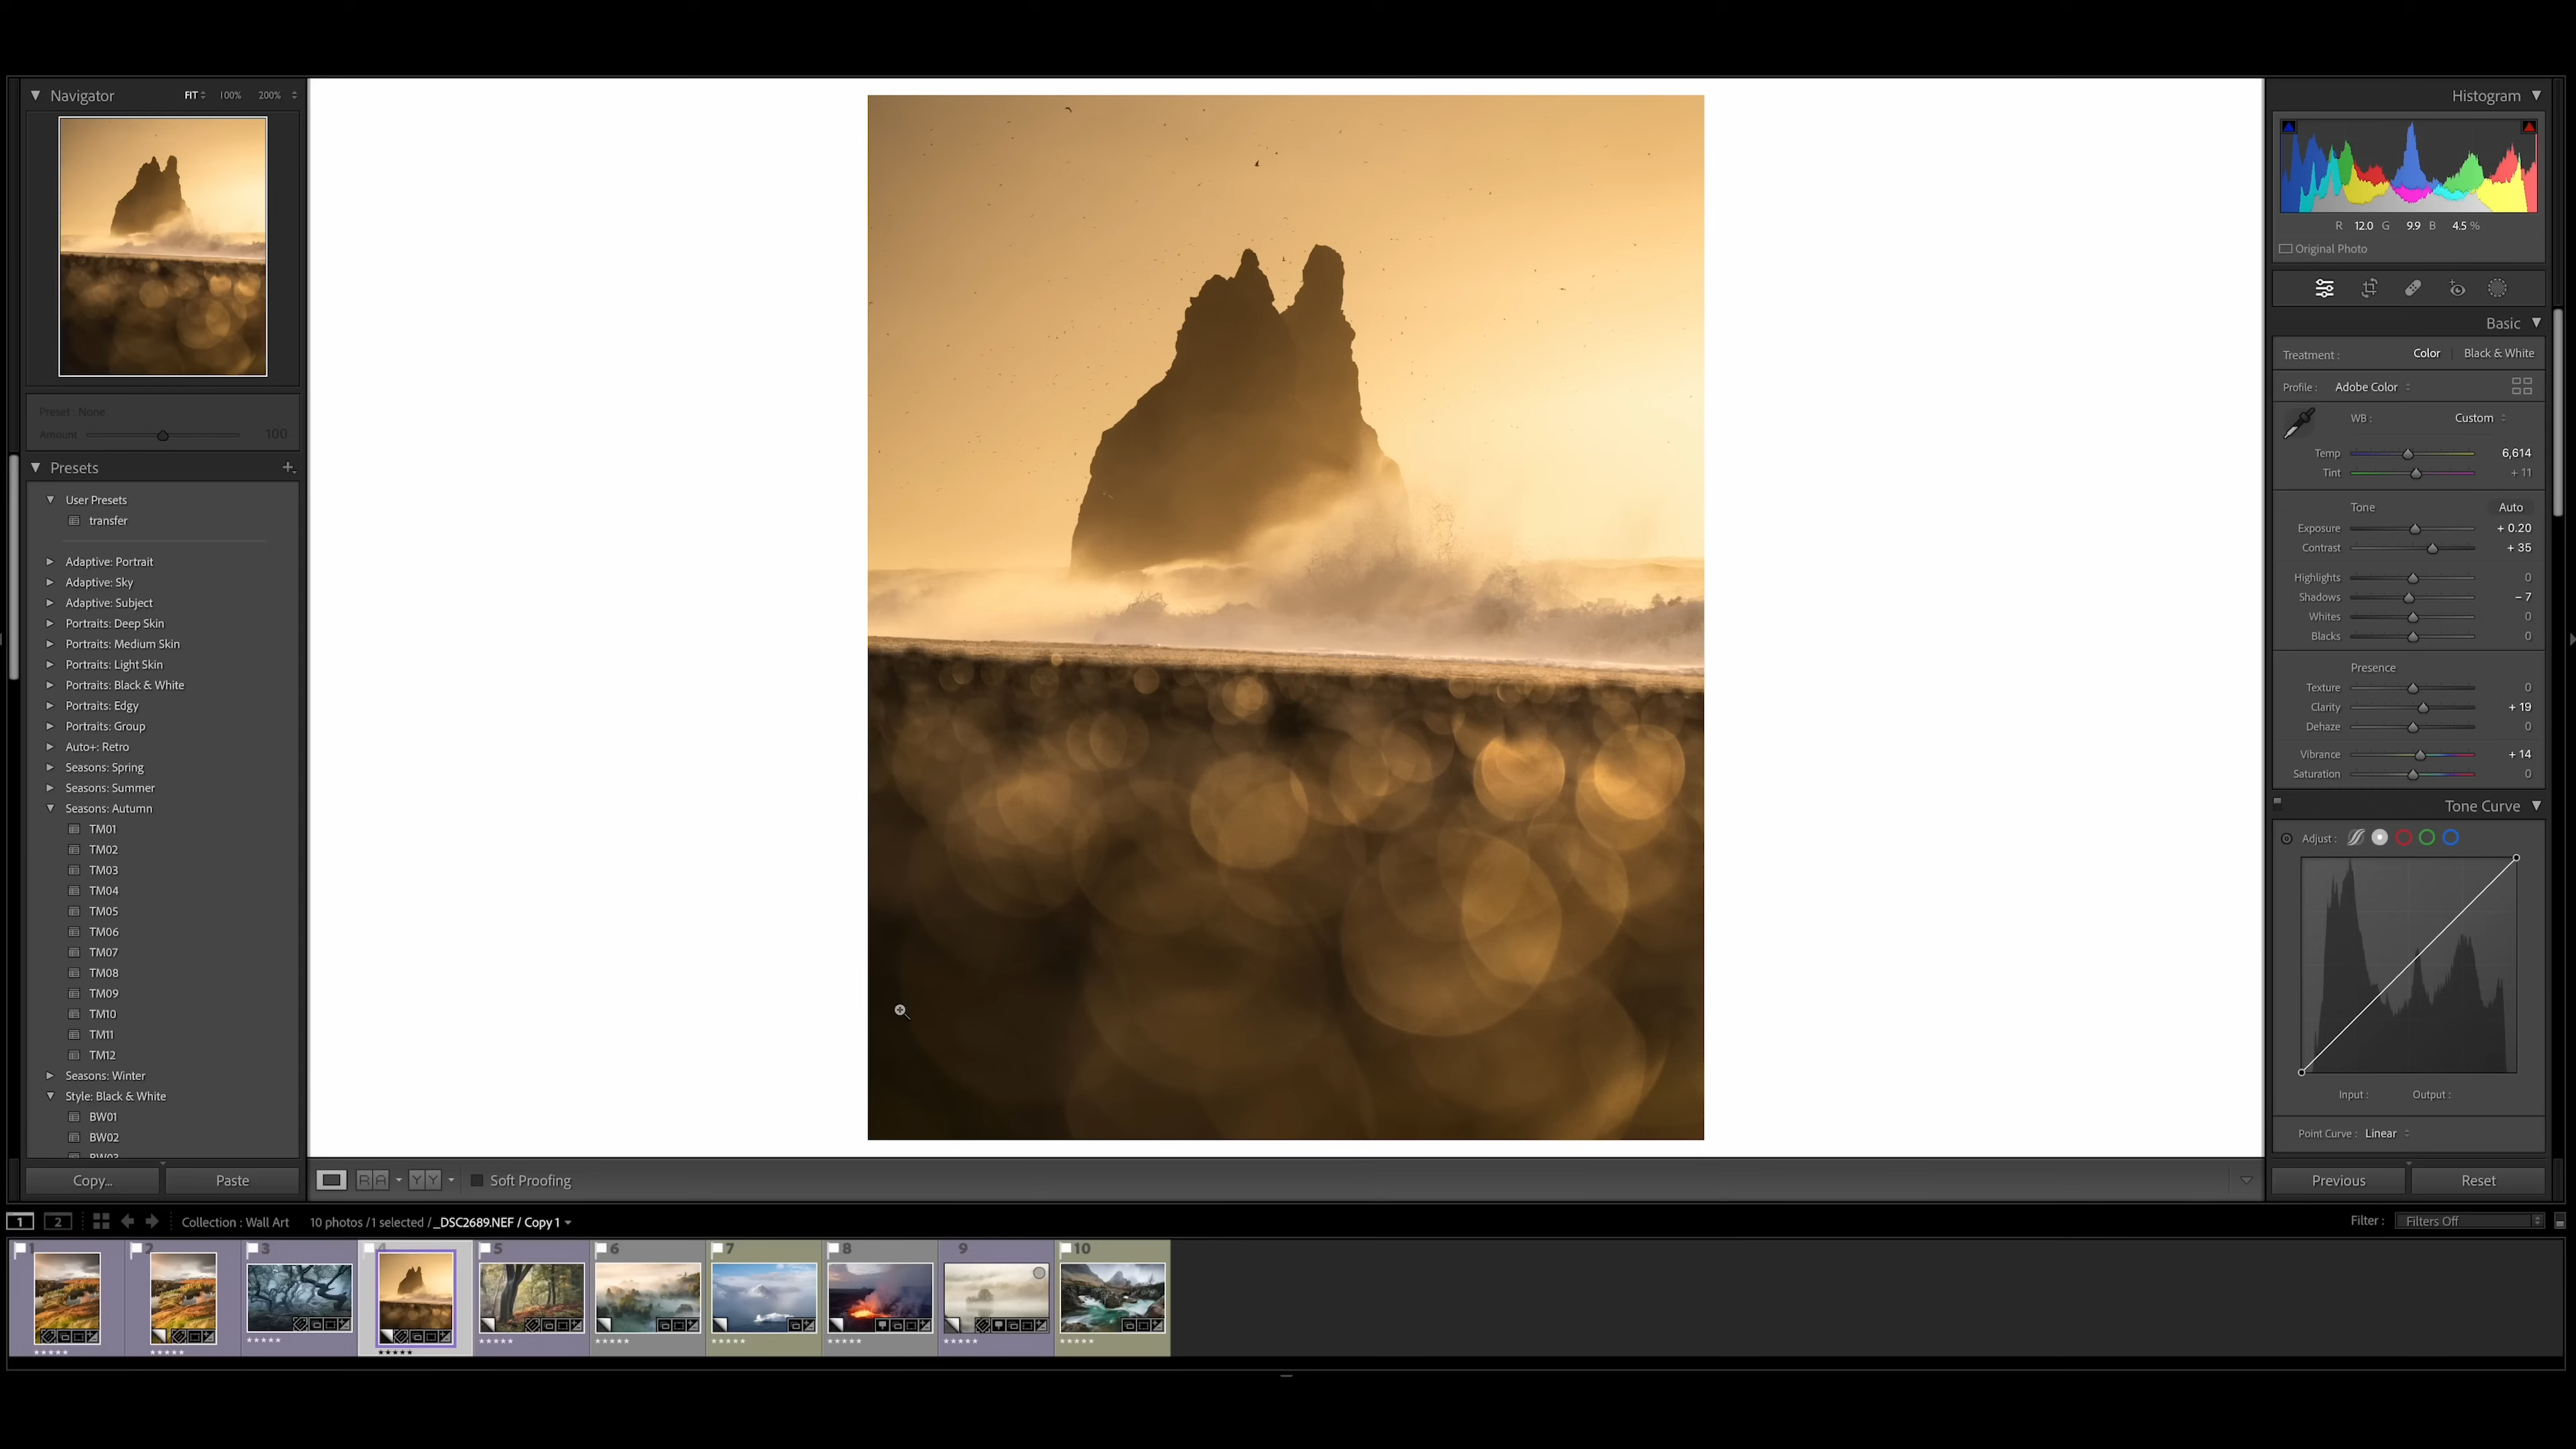 Navigator FIT 100% 200%
Preset : None
Amount 100
Presets
User Presets
transfer
Adaptive: Portrait
Adaptive: Sky
Adaptive: Subject
Portraits: Deep Skin
Portraits: Medium Skin
Portraits: Light Skin
Portraits: Black & White
Portraits: Edgy
Portraits: Group
Auto+: Retro
Seasons: Spring
Seasons: Summer
Seasons: Autumn
TM01
TM02
TM03
TM04
TM05
TM06
TM07
TM08
TM09
TM10
TM11
TM12
Seasons: Winter
Style: Black & White
BW01
BW02
BW03
Copy... Paste
R A Y Y Soft Proofing
Histogram
R 12.0 G 9.9 B 4.5 %
Original Photo
Basic
Treatment : Color Black & White
Profile : Adobe Color
WB : Custom
Temp 6,614
Tint + 11
Tone Auto
Exposure + 0.20
Contrast + 35
Highlights 0
Shadows − 7
Whites 0
Blacks 0
Presence
Texture 0
Clarity + 19
Dehaze 0
Vibrance + 14
Saturation 0
Tone Curve
Adjust :
Input : Output :
Point Curve : Linear
Previous Reset
1 2 Collection : Wall Art 10 photos / 1 selected / _DSC2689.NEF / Copy 1 Filter : Filters Off
1 2 3 4 5 6 7 8 9 10